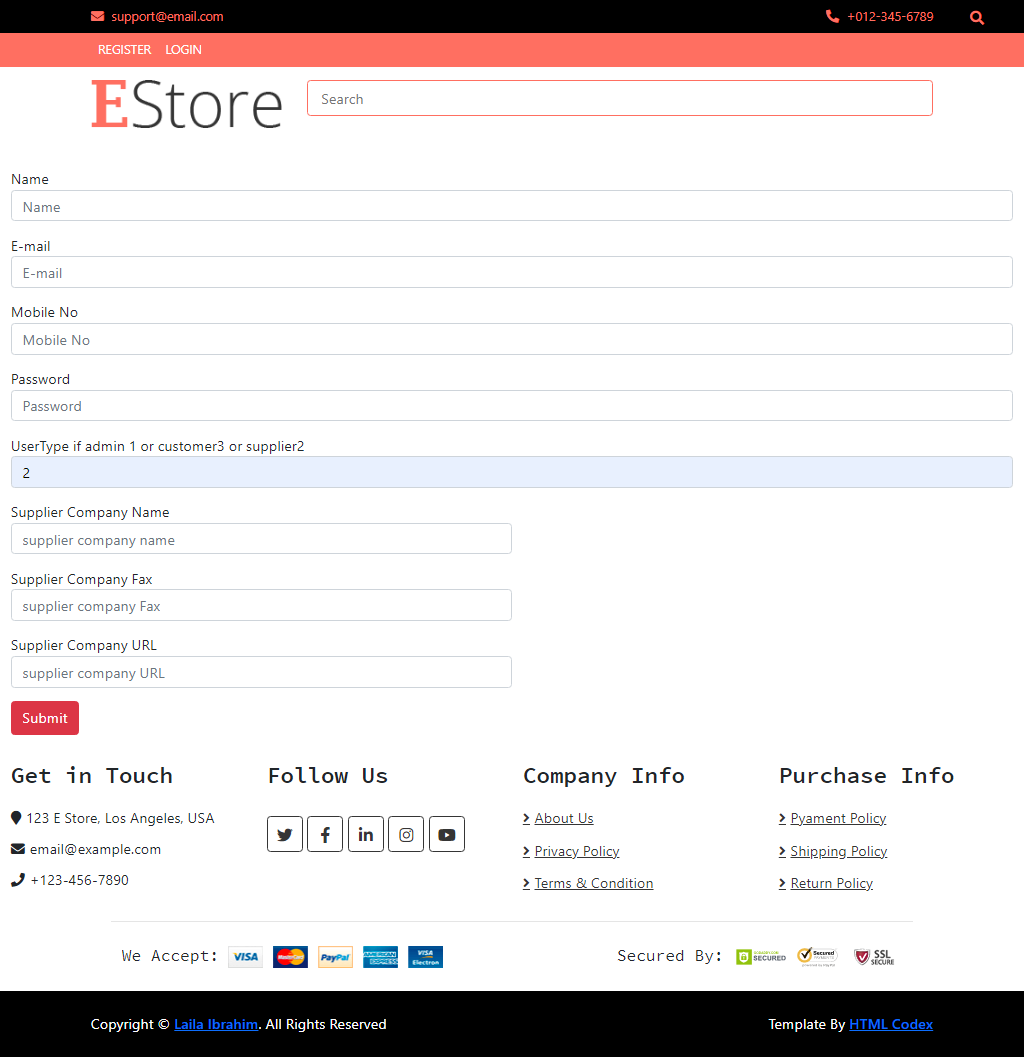 support@email.com
+012-345-6789
REGISTER LOGIN
EStore
Search
Name
Name
E-mail
E-mail
Mobile No
Mobile No
Password
Password
UserType if admin 1 or customer3 or supplier2
2
Supplier Company Name
supplier company name
Supplier Company Fax
supplier company Fax
Supplier Company URL
supplier company URL
Submit
Get in Touch
123 E Store, Los Angeles, USA
email@example.com
+123-456-7890
Follow Us
Company Info
About Us
Privacy Policy
Terms & Condition
Purchase Info
Pyament Policy
Shipping Policy
Return Policy
We Accept: VISA MasterCard PayPal AMERICAN EXPRESS VISA Electron
Secured By: SECURED Secured SSL SECURE
Copyright © Laila Ibrahim. All Rights Reserved
Template By HTML Codex